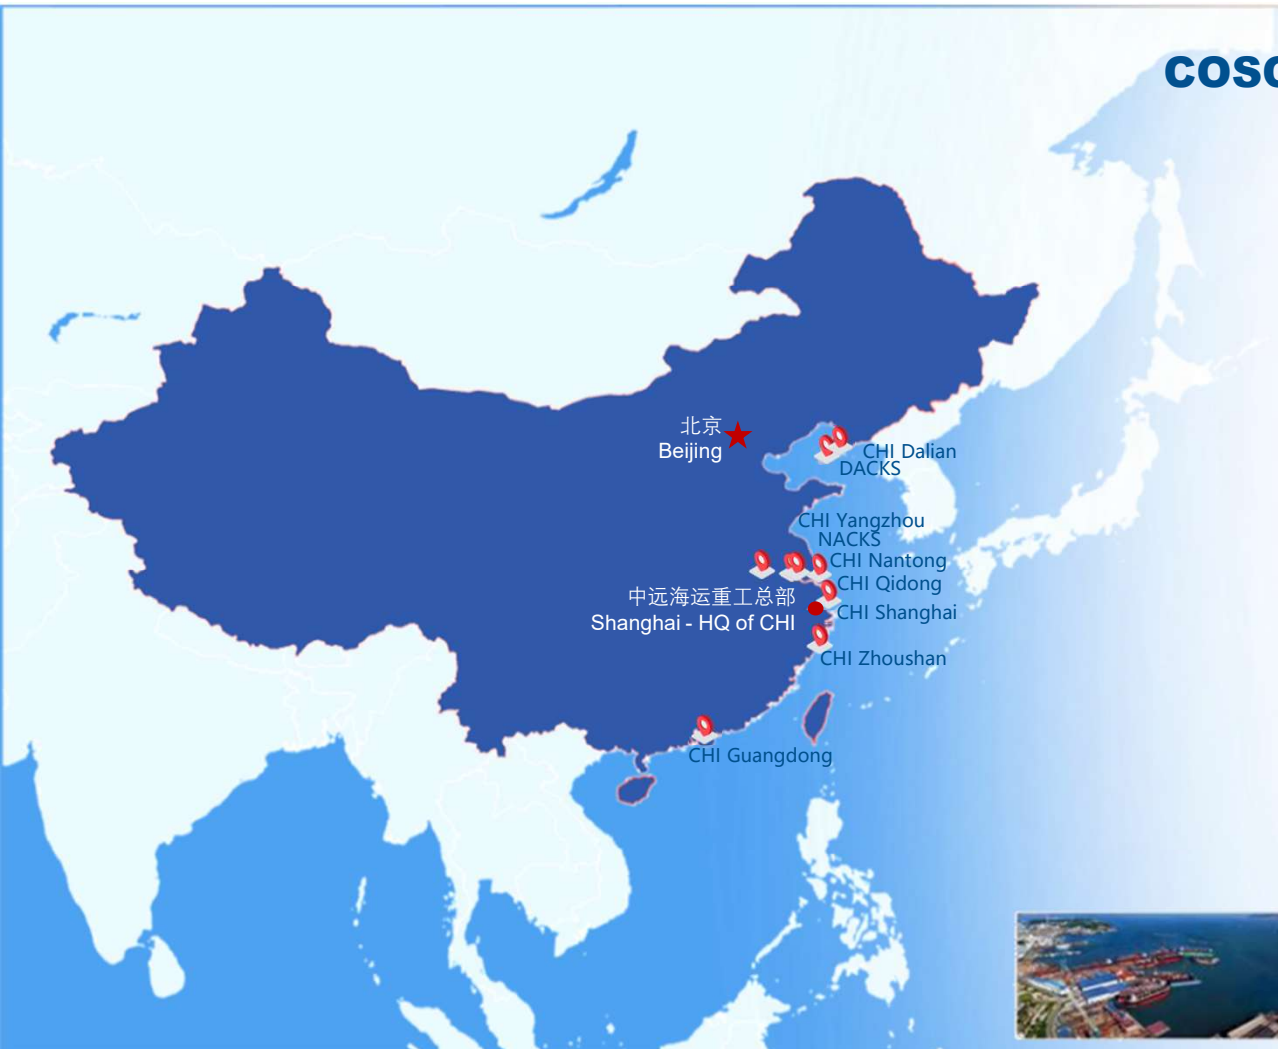 COSC
北京
Beijing
CHI Dalian
DACKS
CHI Yangzhou
NACKS
CHI Nantong
CHI Qidong
中远海运重工总部
Shanghai - HQ of CHI
CHI Shanghai
CHI Zhoushan
CHI Guangdong